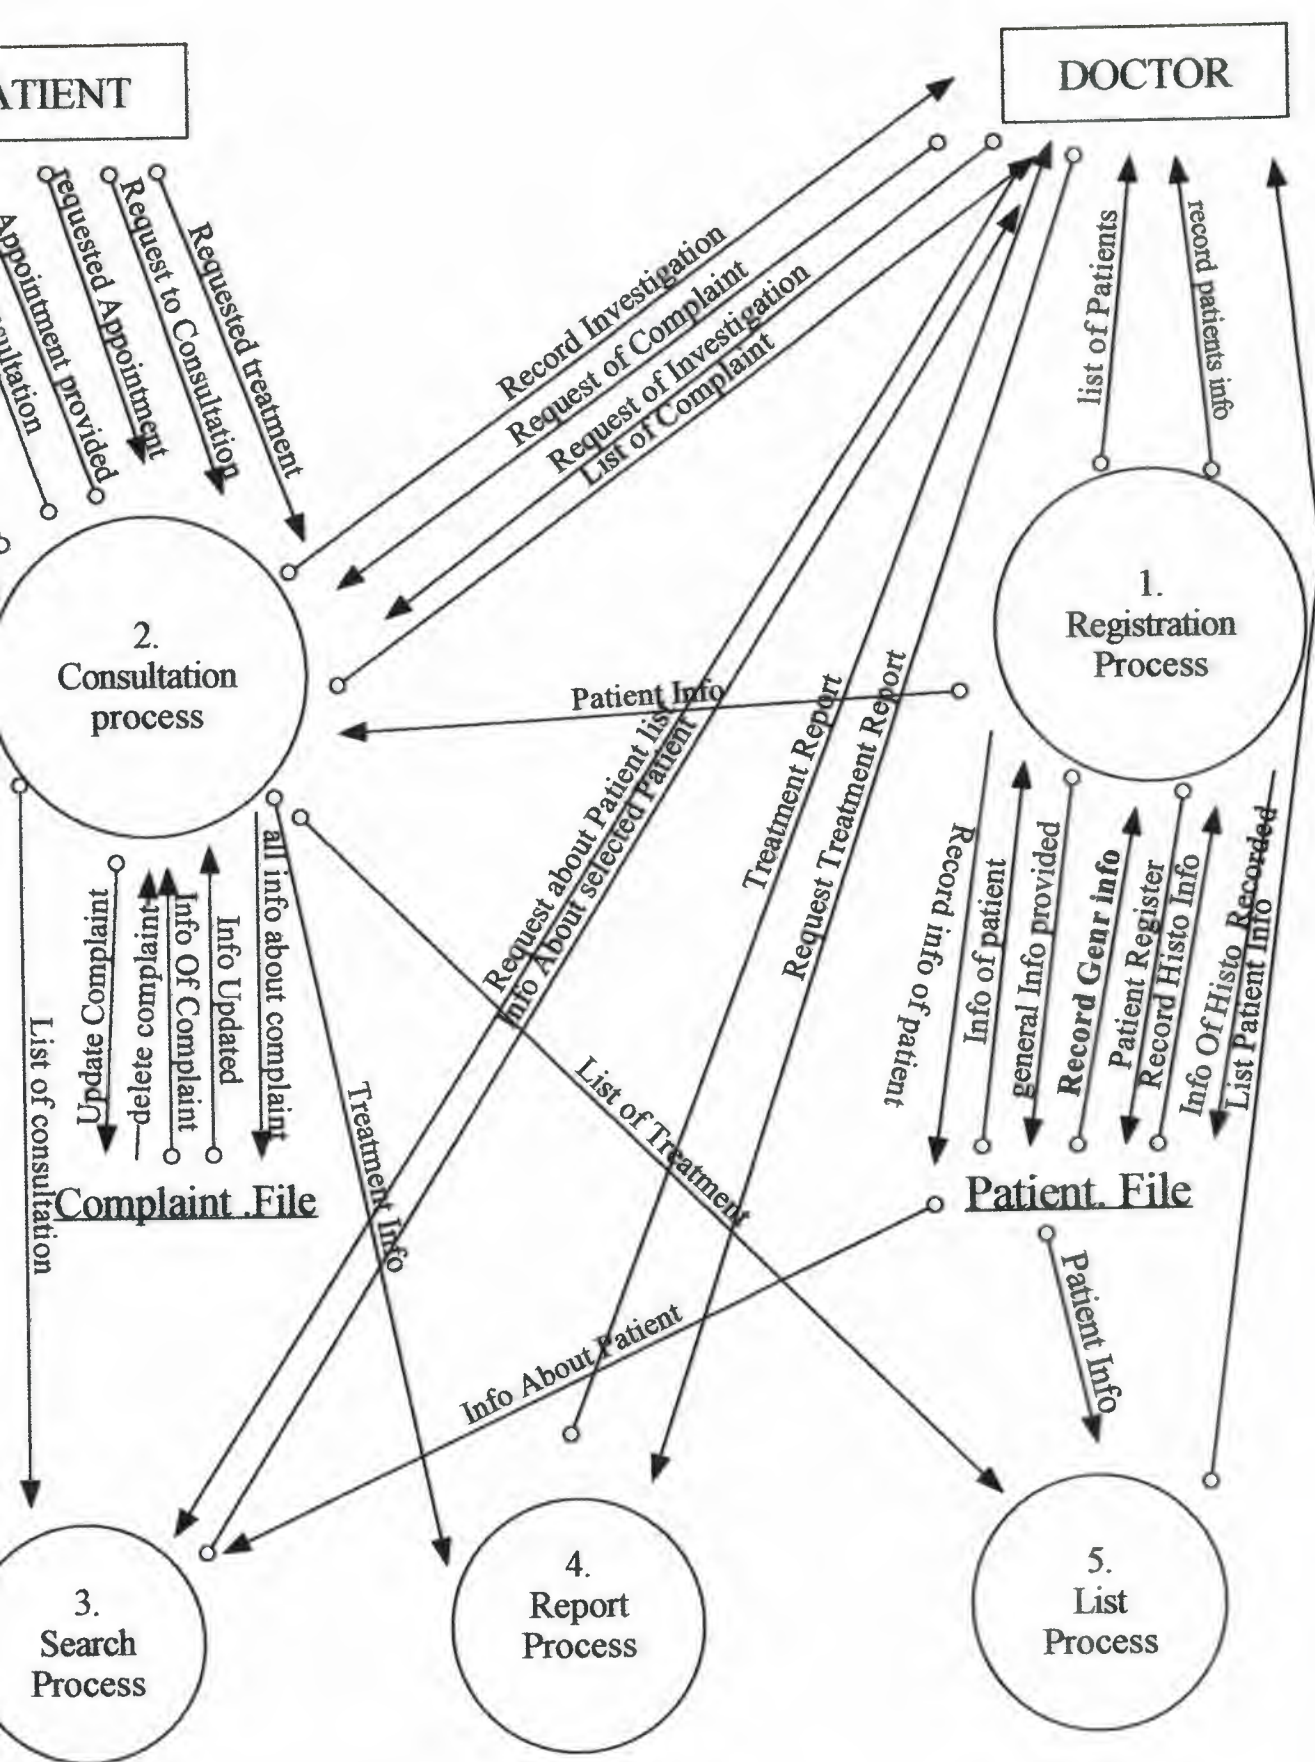 ATIENT
DOCTOR
requested Appointment
Request to Consultation
Requested treatment
Appointment provided
Record Investigation
Request of Complaint
Request of Investigation
List of Complaint
list of Patients
record patients info
1.
Registration
Process
2.
Consultation
process
Patient Info
Request about Patient list
Info About selected Patient
Treatment Report
Request Treatment Report
Record info of patient
Info of patient
general Info provided
Record Genr info
Patient Register
Record Histo Info
Info Of Histo Recorded
List Patient Info
Update Complaint
delete complaint
Info Of Complaint
Info Updated
all info about complaint
List of consultation
Treatment Info
List of Treatment
Complaint .File
Patient. File
Info About Patient
Patient Info
3.
Search
Process
4.
Report
Process
5.
List
Process